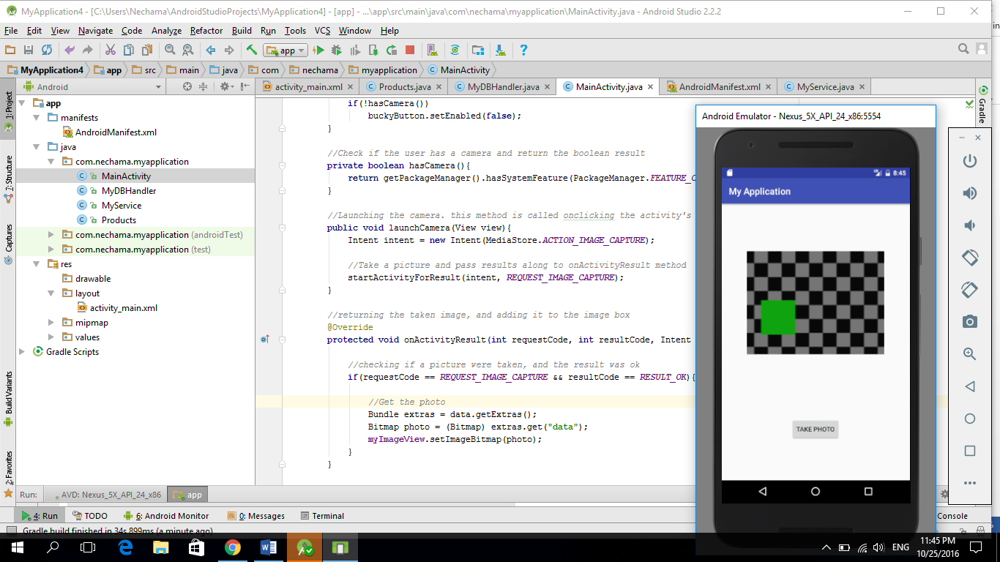 MyApplication4 - [C:\Users\Nechama\AndroidStudioProjects\MyApplication4] - [app] - ...\app\src\main\java\com\nechama\myapplication\MainActivity.java - Android Studio 2.2.2
File Edit View Navigate Code Analyze Refactor Build Run Tools VCS Window Help
app
MyApplication4 app src main java com nechama myapplication MainActivity
Android
activity_main.xml Products.java MyDBHandler.java MainActivity.java AndroidManifest.xml MyService.java
1: Project
7: Structure
Captures
Build Variants
2: Favorites
app
manifests
AndroidManifest.xml
java
com.nechama.myapplication
MainActivity
MyDBHandler
MyService
Products
com.nechama.myapplication (androidTest)
com.nechama.myapplication (test)
res
drawable
layout
activity_main.xml
mipmap
values
Gradle Scripts
if(!hasCamera())
buckyButton.setEnabled(false);
}
//Check if the user has a camera and return the boolean result
private boolean hasCamera(){
return getPackageManager().hasSystemFeature(PackageManager.FEATURE_C
}
//Launching the camera. this method is called onclicking the activity's
public void launchCamera(View view){
Intent intent = new Intent(MediaStore.ACTION_IMAGE_CAPTURE);
//Take a picture and pass results along to onActivityResult method
startActivityForResult(intent, REQUEST_IMAGE_CAPTURE);
}
//returning the taken image, and adding it to the image box
@Override
protected void onActivityResult(int requestCode, int resultCode, Intent
//checking if a picture were taken, and the result was ok
if(requestCode == REQUEST_IMAGE_CAPTURE && resultCode == RESULT_OK){
//Get the photo
Bundle extras = data.getExtras();
Bitmap photo = (Bitmap) extras.get("data");
myImageView.setImageBitmap(photo);
}
}
Gradle
Android Emulator - Nexus_5X_API_24_x86:5554
8:45
My Application
TAKE PHOTO
Run: AVD: Nexus_5X_API_24_x86 app
4: Run TODO 6: Android Monitor 0: Messages Terminal Console
Gradle build finished in 34s 899ms (a minute ago)
ENG
11:45 PM
10/25/2016